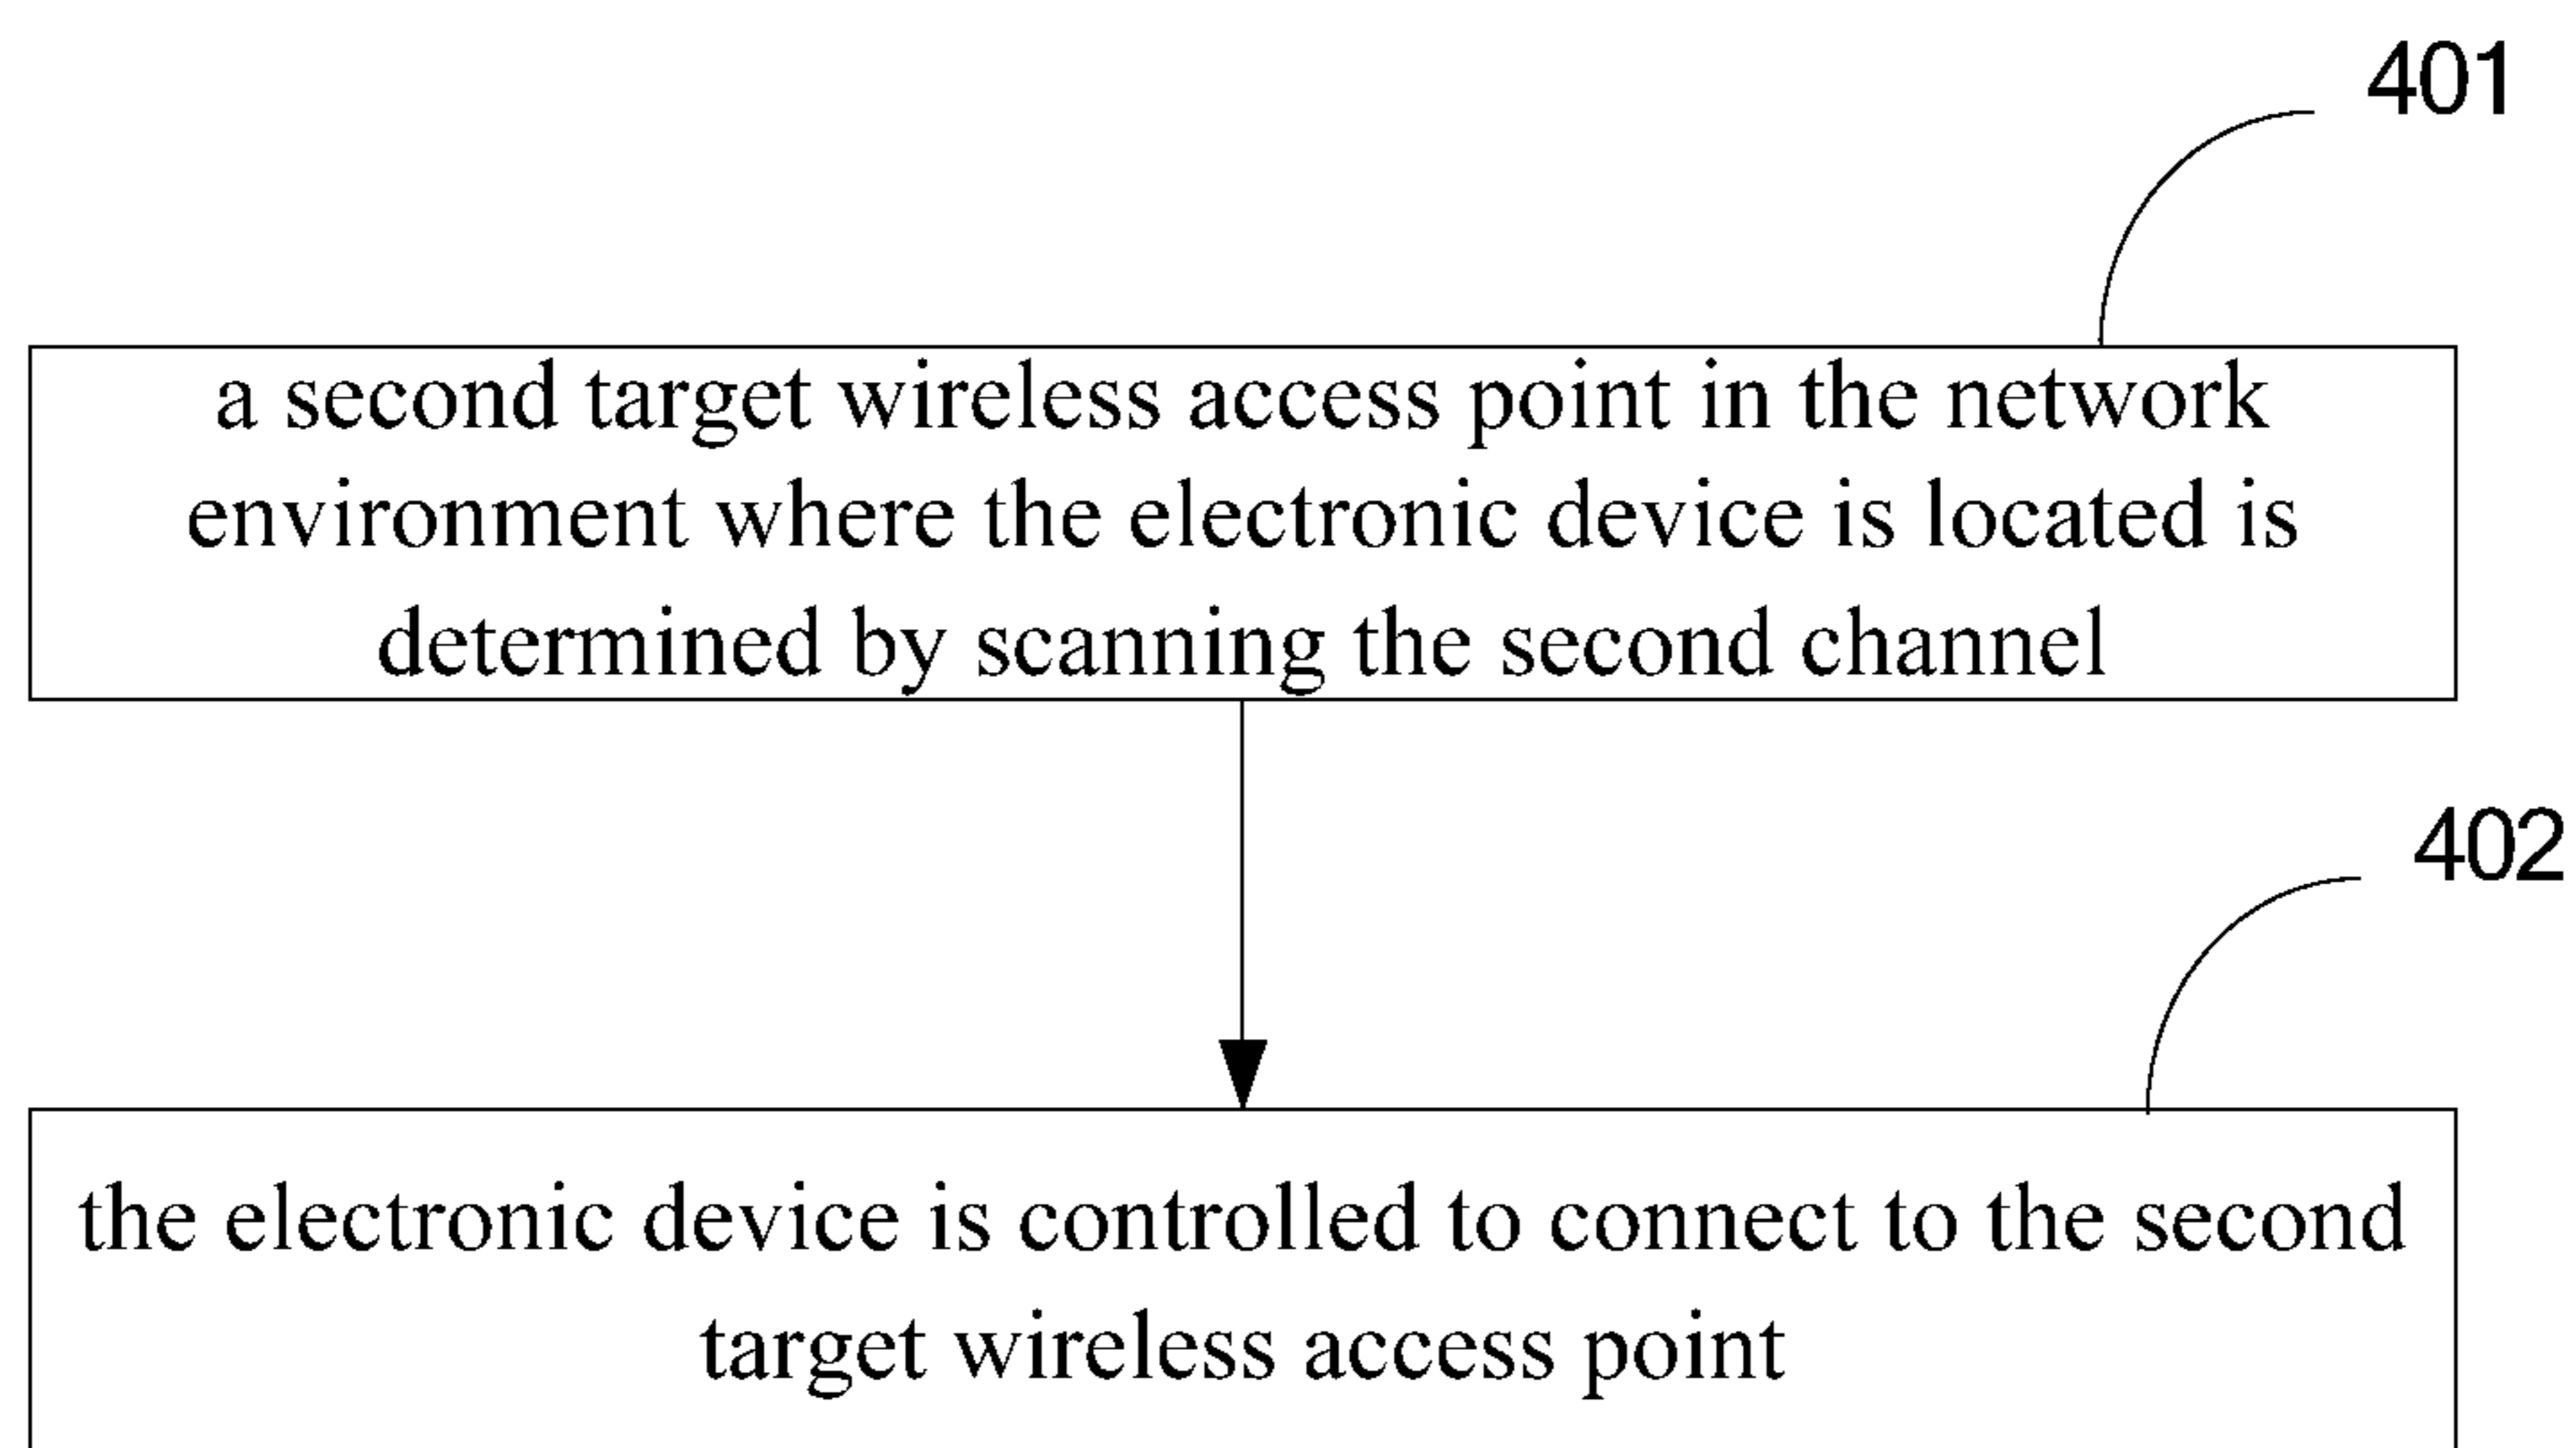 401
a second target wireless access point in the network
environment where the electronic device is located is
determined by scanning the second channel
402
the electronic device is controlled to connect to the second
target wireless access point